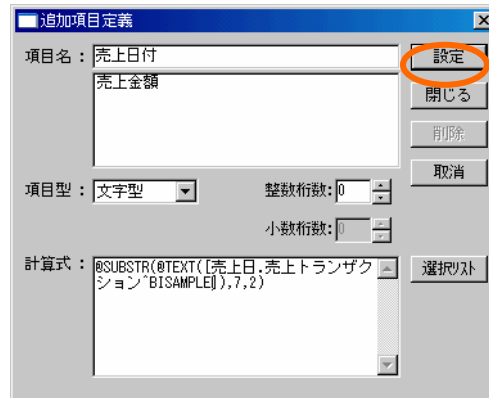 追加項目定義
項目名：売上日付 設定
売上金額
閉じる
削除
取消
項目型：文字型 整数桁数：0
小数桁数：0
計算式：@SUBSTR(@TEXT([売上日.売上トランザク 選択リスト
ション^BISAMPLE]),7,2)